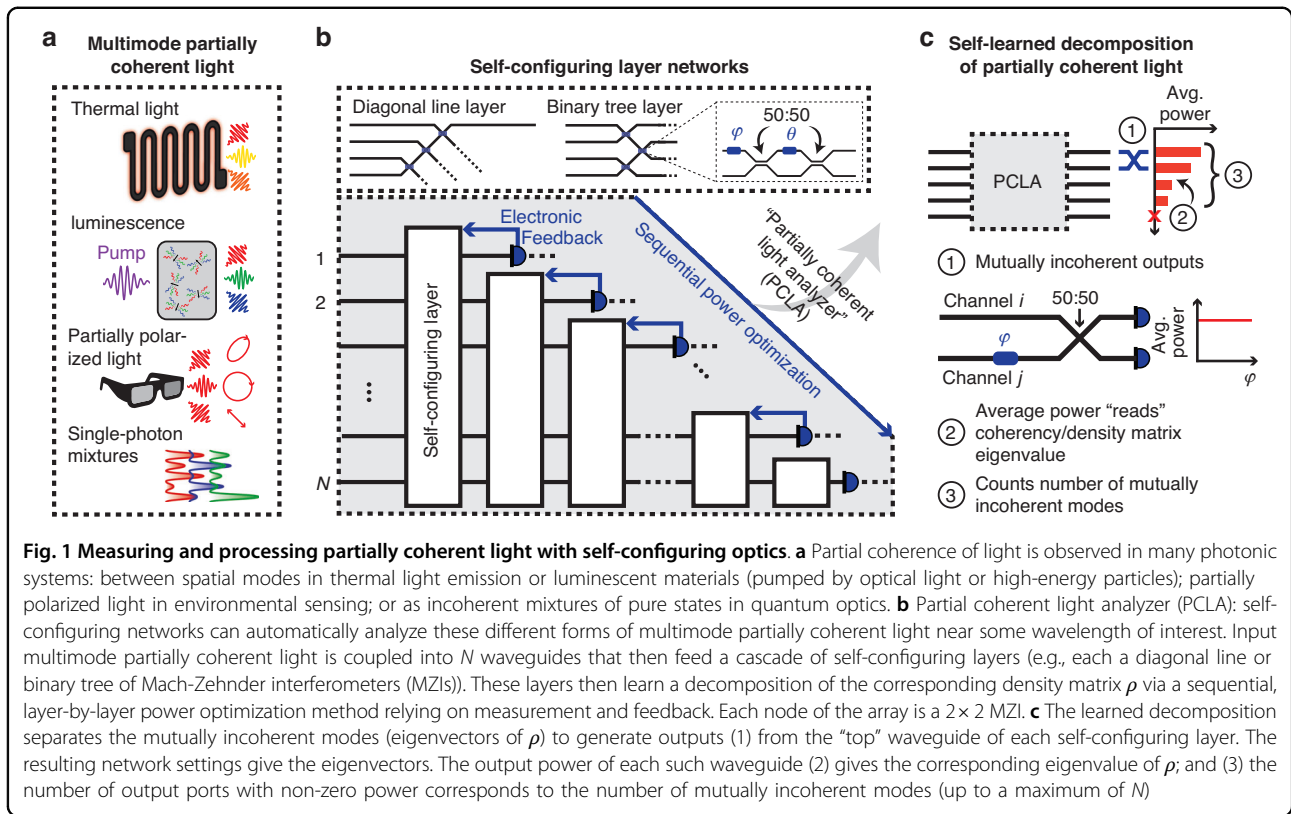 a
Multimode partially
coherent light
Thermal light
luminescence
Pump
Partially polar-
ized light
Single-photon
mixtures
b
Self-configuring layer networks
Diagonal line layer
Binary tree layer
50:50
φ
θ
Electronic
Feedback
Sequential power optimization
"Partially coherent
light analyzer"
(PCLA)
1
2
⋮
N
Self-configuring layer
c
Self-learned decomposition
of partially coherent light
Avg.
power
PCLA
1
2
3
1 Mutually incoherent outputs
Channel i
50:50
φ
Channel j
Avg.
power
φ
2 Average power "reads"
coherency/density matrix
eigenvalue
3 Counts number of mutually
incoherent modes
Fig. 1 Measuring and processing partially coherent light with self-configuring optics. a Partial coherence of light is observed in many photonic
systems: between spatial modes in thermal light emission or luminescent materials (pumped by optical light or high-energy particles); partially
polarized light in environmental sensing; or as incoherent mixtures of pure states in quantum optics. b Partial coherent light analyzer (PCLA): self-
configuring networks can automatically analyze these different forms of multimode partially coherent light near some wavelength of interest. Input
multimode partially coherent light is coupled into N waveguides that then feed a cascade of self-configuring layers (e.g., each a diagonal line or
binary tree of Mach-Zehnder interferometers (MZIs)). These layers then learn a decomposition of the corresponding density matrix ρ via a sequential,
layer-by-layer power optimization method relying on measurement and feedback. Each node of the array is a 2 × 2 MZI. c The learned decomposition
separates the mutually incoherent modes (eigenvectors of ρ) to generate outputs (1) from the "top" waveguide of each self-configuring layer. The
resulting network settings give the eigenvectors. The output power of each such waveguide (2) gives the corresponding eigenvalue of ρ; and (3) the
number of output ports with non-zero power corresponds to the number of mutually incoherent modes (up to a maximum of N)